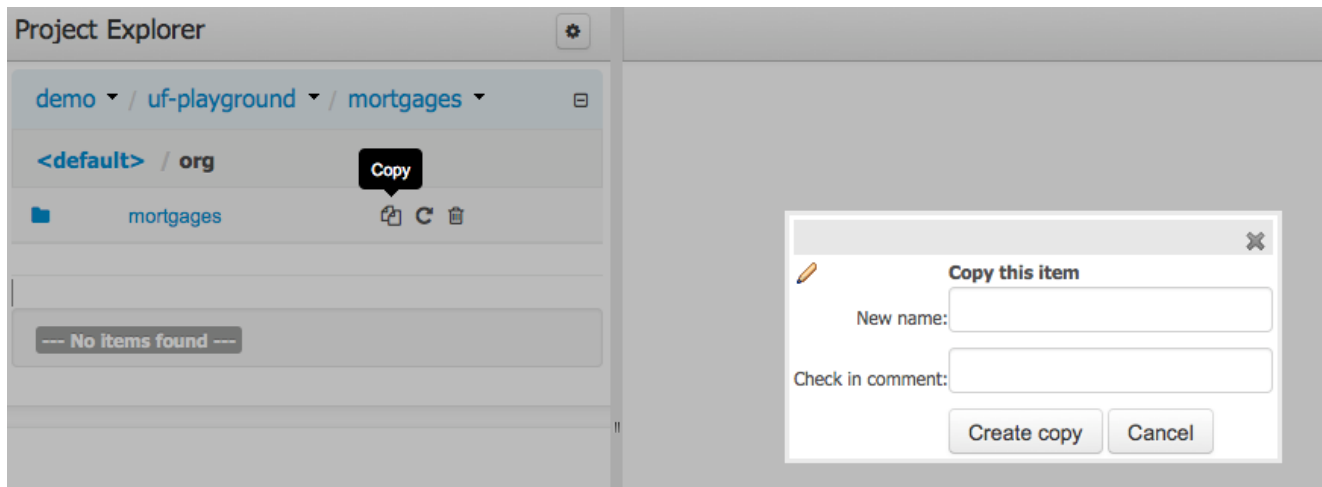 Project Explorer
demo / uf-playground / mortgages
<default> / org
Copy
mortgages
--- No items found ---
Copy this item
New name:
Check in comment:
Create copy Cancel